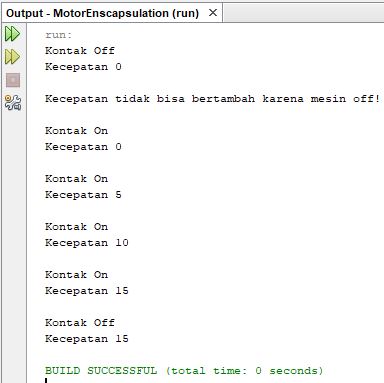 Output - MotorEnscapsulation (run)
run:
Kontak Off
Kecepatan 0
Kecepatan tidak bisa bertambah karena mesin off!
Kontak On
Kecepatan 0
Kontak On
Kecepatan 5
Kontak On
Kecepatan 10
Kontak On
Kecepatan 15
Kontak Off
Kecepatan 15
BUILD SUCCESSFUL (total time: 0 seconds)